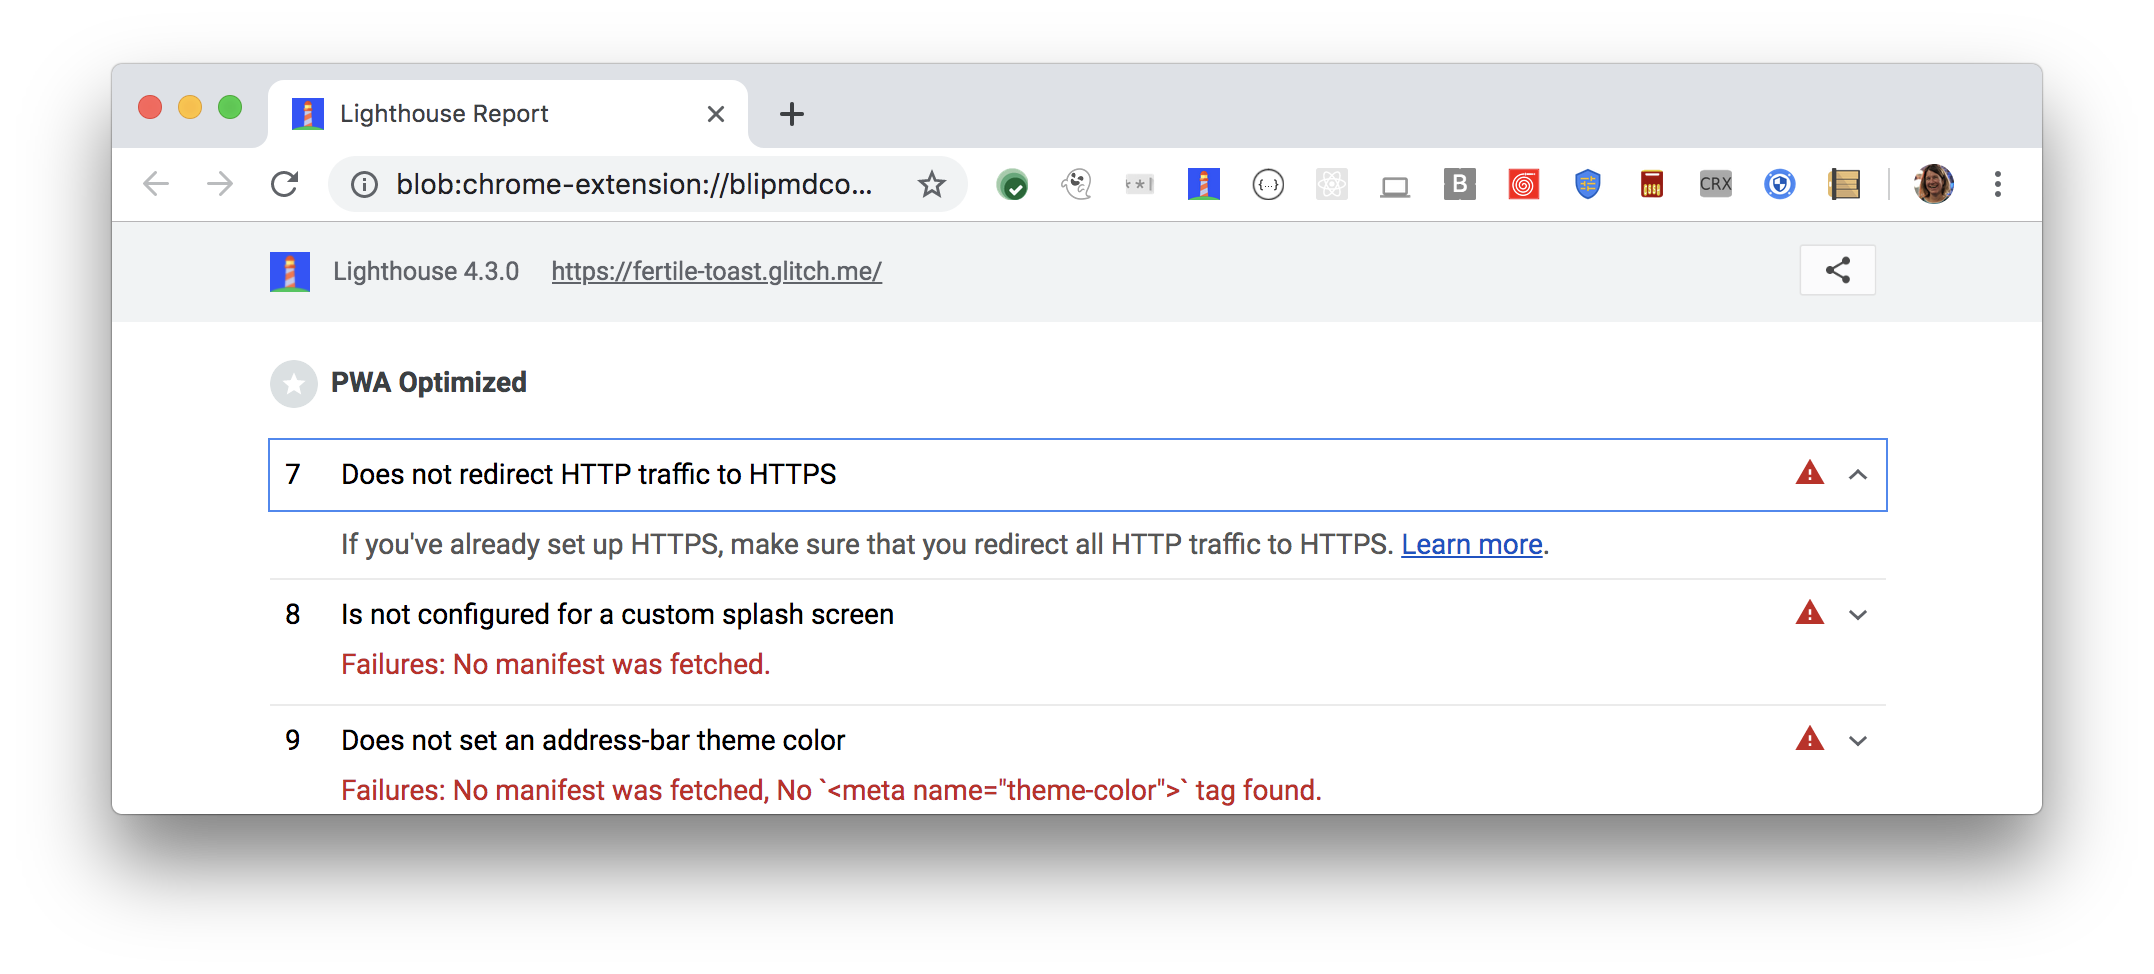 Lighthouse Report
blob:chrome-extension://blipmdco...
{...}
B
CRX
Lighthouse 4.3.0 https://fertile-toast.glitch.me/
PWA Optimized
7 Does not redirect HTTP traffic to HTTPS
If you've already set up HTTPS, make sure that you redirect all HTTP traffic to HTTPS. Learn more.
8 Is not configured for a custom splash screen
Failures: No manifest was fetched.
9 Does not set an address-bar theme color
Failures: No manifest was fetched, No `<meta name="theme-color">` tag found.